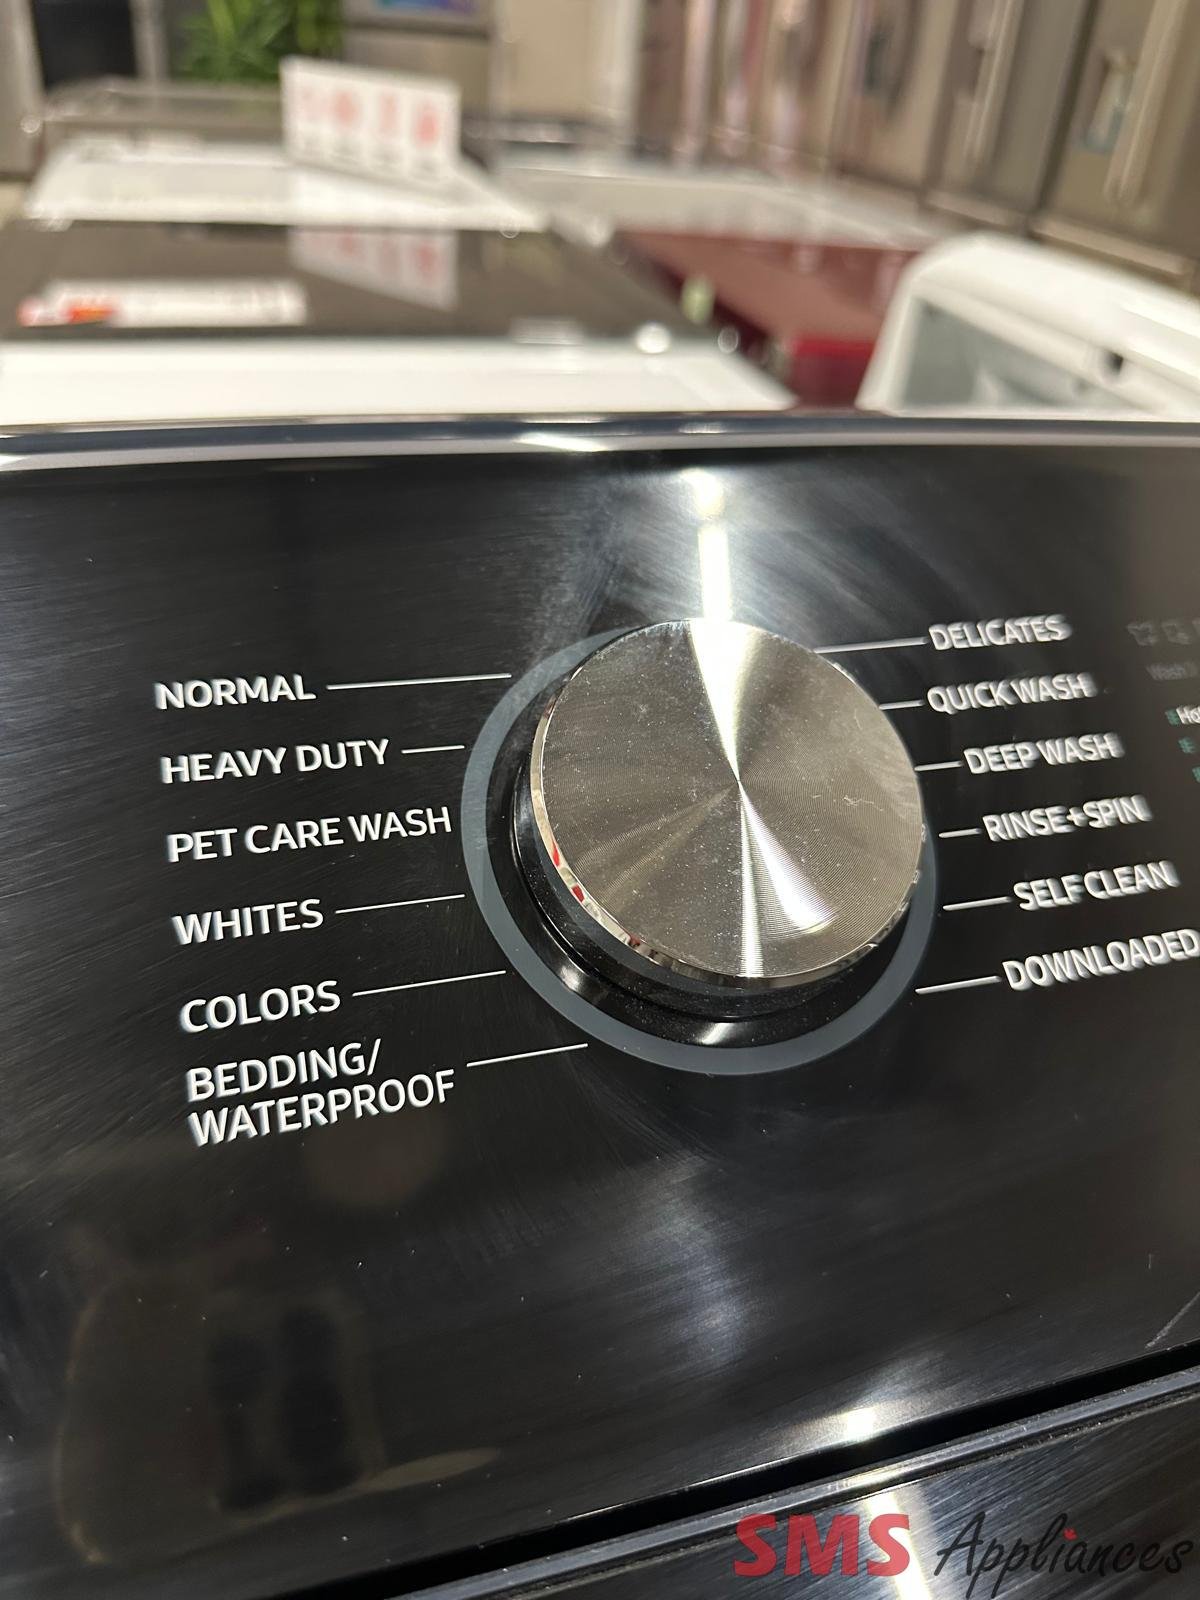 NORMAL
HEAVY DUTY
PET CARE WASH
WHITES
COLORS
BEDDING/
WATERPROOF
DELICATES
QUICK WASH
DEEP WASH
RINSE+SPIN
SELF CLEAN
DOWNLOADED
SMS Appliances